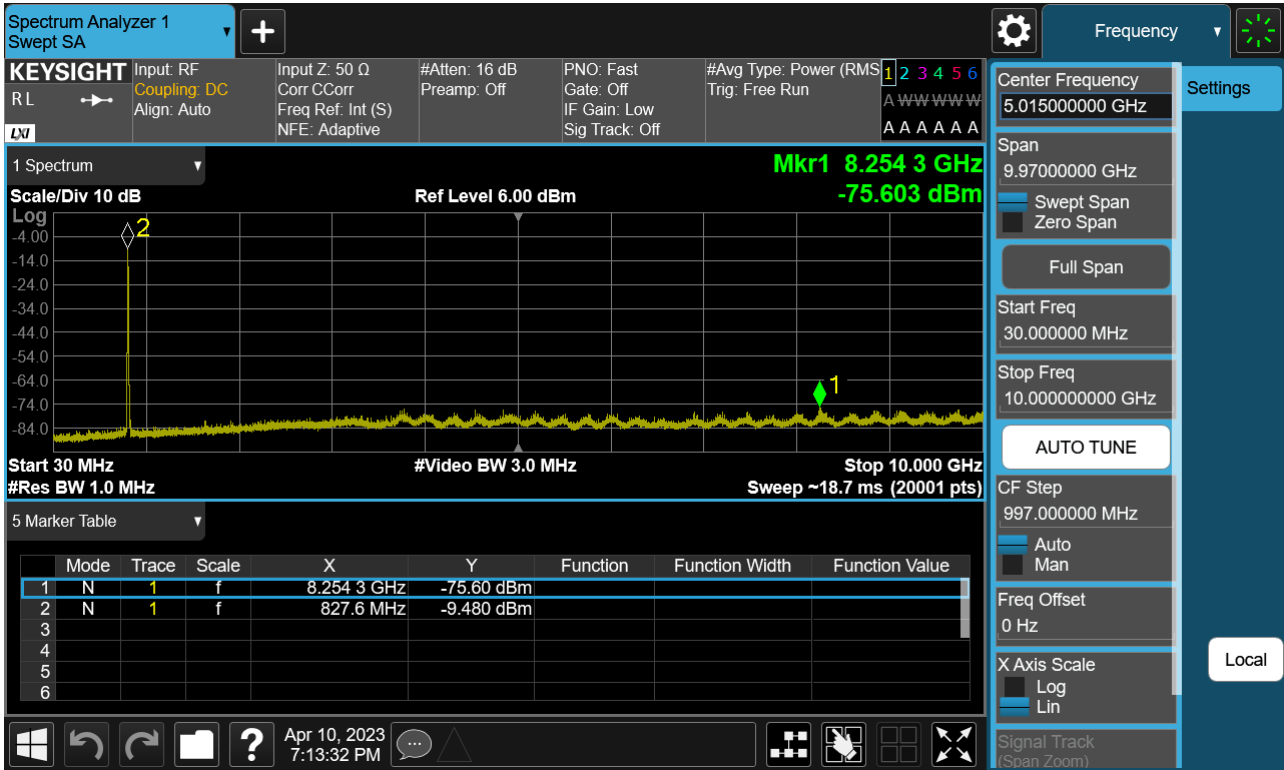 Spectrum Analyzer 1
Swept SA
Frequency
KEYSIGHT
R L
LXI
Input: RF
Coupling: DC
Align: Auto
Input Z: 50 Ω
Corr CCorr
Freq Ref: Int (S)
NFE: Adaptive
#Atten: 16 dB
Preamp: Off
PNO: Fast
Gate: Off
IF Gain: Low
Sig Track: Off
#Avg Type: Power (RMS
Trig: Free Run
1 2 3 4 5 6
A W W W W W
A A A A A A
1 Spectrum
Mkr1 8.254 3 GHz
-75.603 dBm
Scale/Div 10 dB
Ref Level 6.00 dBm
Log
-4.00
-14.0
-24.0
-34.0
-44.0
-54.0
-64.0
-74.0
-84.0
2
1
Start 30 MHz
#Video BW 3.0 MHz
Stop 10.000 GHz
#Res BW 1.0 MHz
Sweep ~18.7 ms (20001 pts)
5 Marker Table
Mode Trace Scale X Y Function Function Width Function Value
1 N 1 f 8.254 3 GHz -75.60 dBm
2 N 1 f 827.6 MHz -9.480 dBm
3
4
5
6
Apr 10, 2023
7:13:32 PM
Center Frequency
5.015000000 GHz
Settings
Span
9.97000000 GHz
Swept Span
Zero Span
Full Span
Start Freq
30.000000 MHz
Stop Freq
10.000000000 GHz
AUTO TUNE
CF Step
997.000000 MHz
Auto
Man
Freq Offset
0 Hz
X Axis Scale
Log
Lin
Local
Signal Track
(Span Zoom)